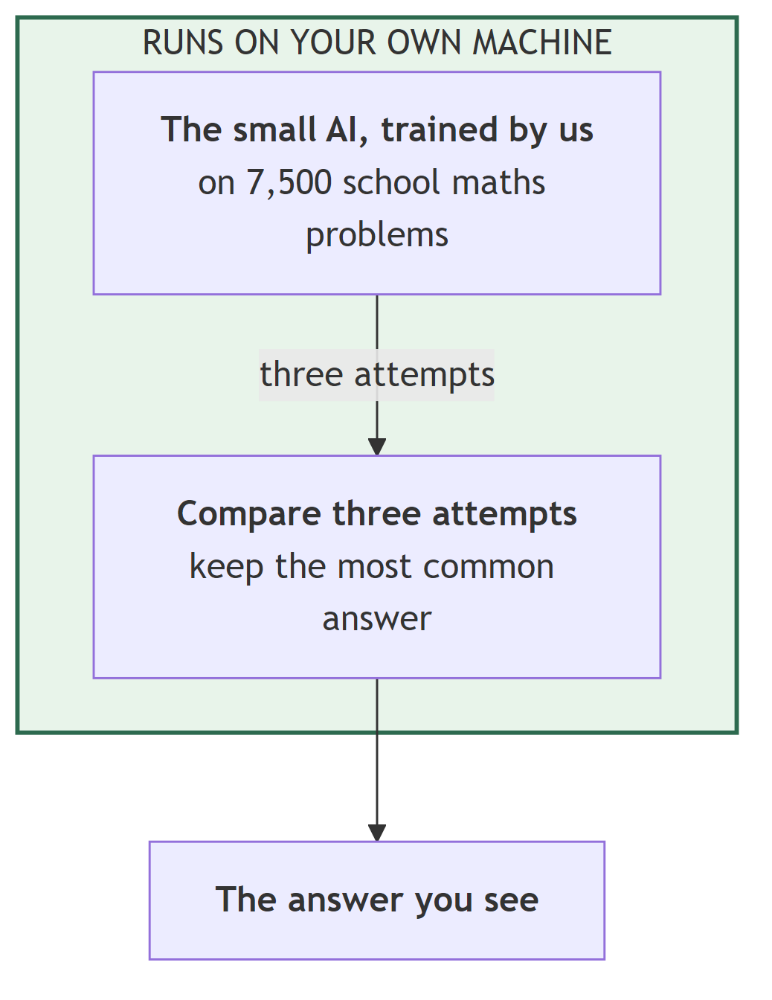 RUNS ON YOUR OWN MACHINE
The small AI, trained by us
on 7,500 school maths
problems
three attempts
Compare three attempts
keep the most common
answer
The answer you see